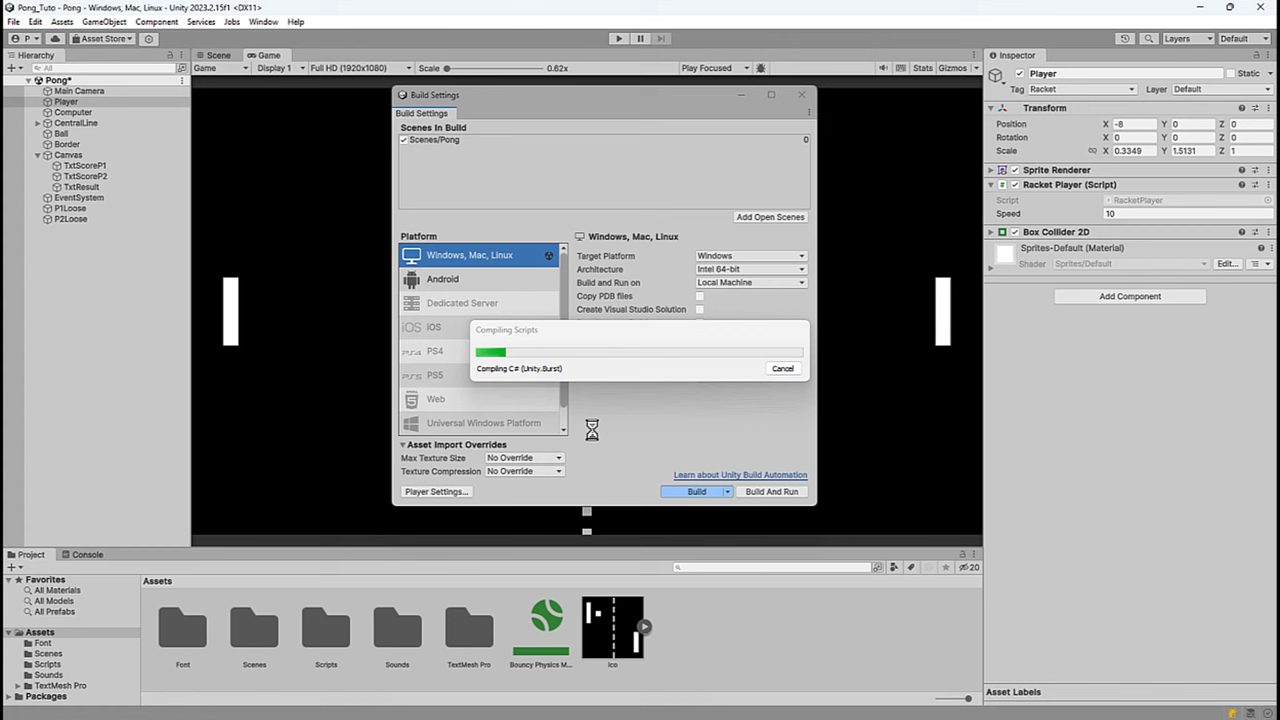 Pong_Tuto - Pong - Windows, Mac, Linux - Unity 2023.2.15f1 <DX11>
File Edit Assets GameObject Component Services Jobs Window Help
P Asset Store Layers Default
Hierarchy
All
Pong*
Main Camera
Player
Computer
CentralLine
Ball
Border
Canvas
TxtScoreP1
TxtScoreP2
TxtResult
EventSystem
P1Loose
P2Loose
Scene Game
Game Display 1 Full HD (1920x1080) Scale 0.62x Play Focused Stats Gizmos
Build Settings
Build Settings
Scenes In Build
Scenes/Pong 0
Add Open Scenes
Platform
Windows, Mac, Linux
Android
Dedicated Server
iOS iOS
PS4 PS4
PS5 PS5
Web
Universal Windows Platform
Windows, Mac, Linux
Target Platform Windows
Architecture Intel 64-bit
Build and Run on Local Machine
Copy PDB files
Create Visual Studio Solution
Compiling Scripts
Compiling C# (Unity.Burst)
Cancel
Asset Import Overrides
Max Texture Size No Override
Texture Compression No Override
Learn about Unity Build Automation
Player Settings... Build Build And Run
Inspector
Player Static
Tag Racket Layer Default
Transform
Position X -8 Y 0 Z 0
Rotation X 0 Y 0 Z 0
Scale X 0.3349 Y 1.5131 Z 1
Sprite Renderer
Racket Player (Script)
Script RacketPlayer
Speed 10
Box Collider 2D
Sprites-Default (Material)
Shader Sprites/Default Edit...
Add Component
Asset Labels
Project Console
20
Favorites
All Materials
All Models
All Prefabs
Assets
Font
Scenes
Scripts
Sounds
TextMesh Pro
Packages
Assets
Font Scenes Scripts Sounds TextMesh Pro Bouncy Physics M... Ico